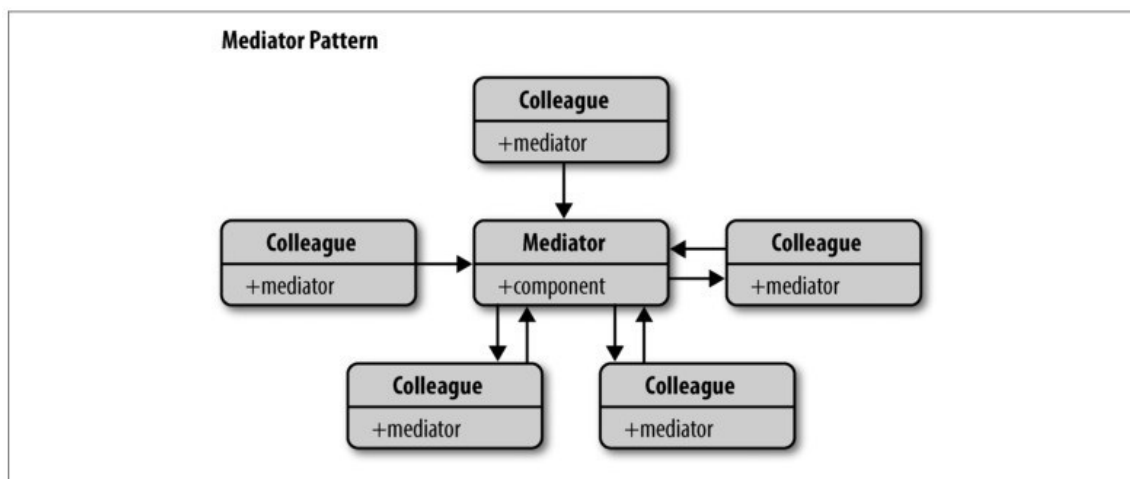 Mediator Pattern
Colleague
+mediator
Colleague
+mediator
Mediator
+component
Colleague
+mediator
Colleague
+mediator
Colleague
+mediator